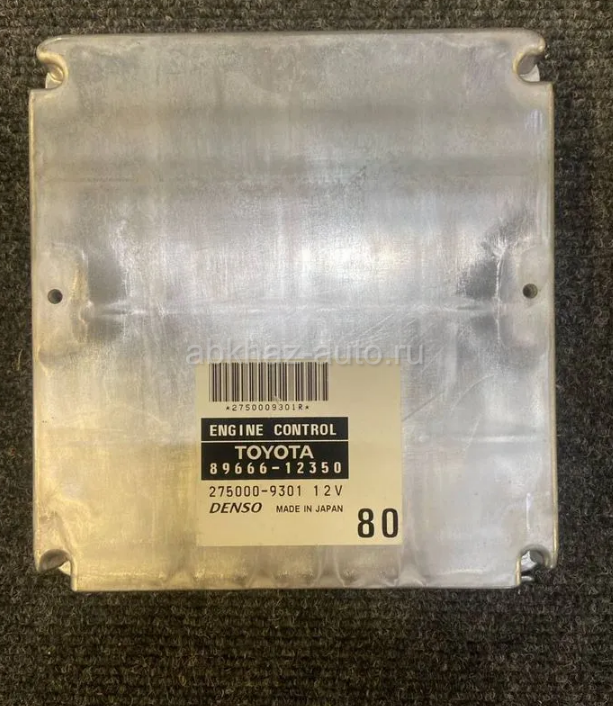 abkhaz-auto.ru
*2750009301R*
ENGINE CONTROL
TOYOTA
89666-12350
275000-9301 12V
DENSO MADE IN JAPAN 80